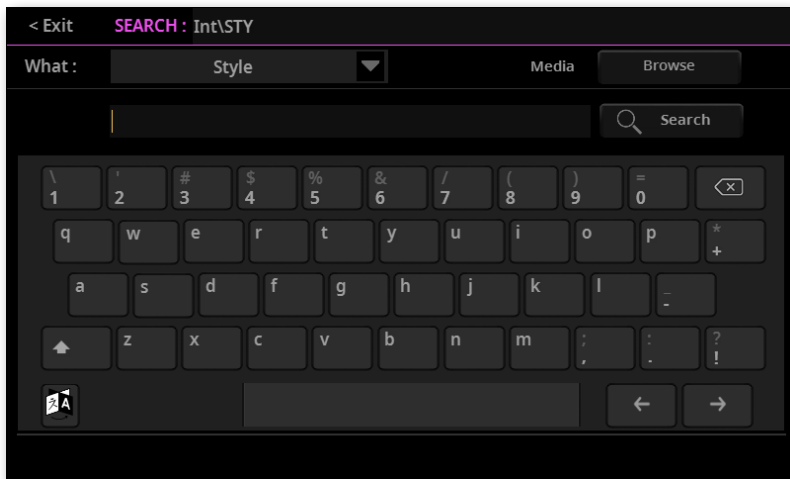 < Exit SEARCH : Int\STY
What : Style Media Browse
Search
\ ' # $ % & / ( ) =
1 2 3 4 5 6 7 8 9 0
q w e r t y u i o p * +
a s d f g h j k l _ -
z x c v b n m ; , : . ? !
文 A ← →